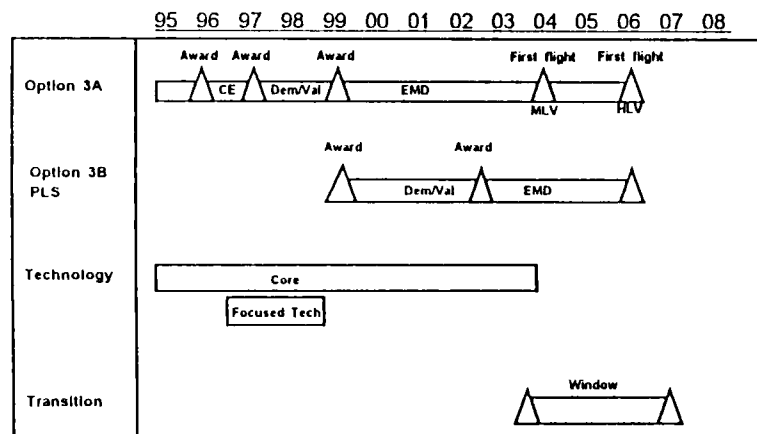 95 96 97 98 99 00 01 02 03 04 05 06 07 08
Award Award Award First flight First flight
Option 3A
CE Dem/Val EMD
MLV HLV
Award Award
Option 3B
PLS
Dem/Val EMD
Technology
Core
Focused Tech
Window
Transition